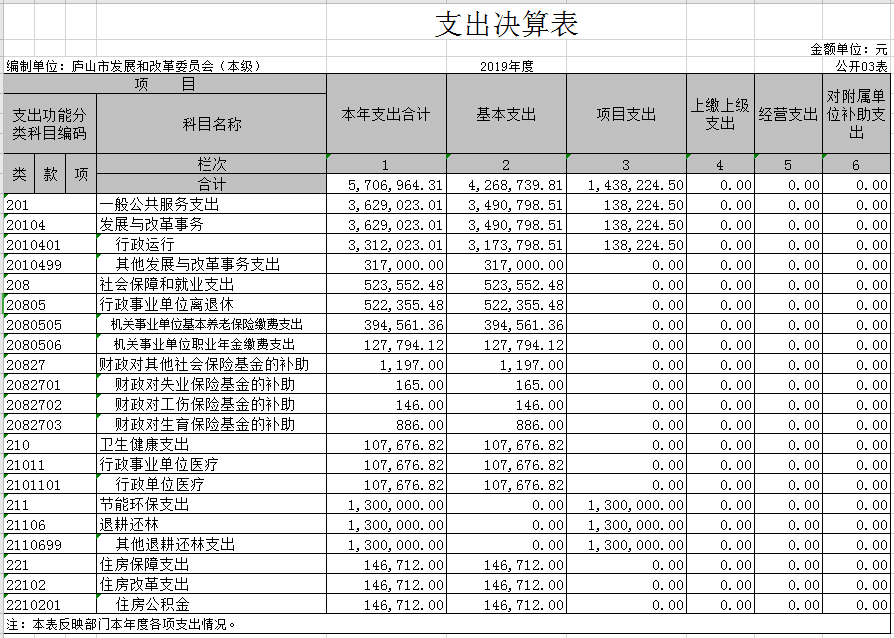 支出决算表
金额单位：元
编制单位：庐山市发展和改革委员会（本级） 2019年度 公开03表
项 目 本年支出合计 基本支出 项目支出 上缴上级支出 经营支出 对附属单位补助支出
支出功能分类科目编码 科目名称
类 款 项 栏次 1 2 3 4 5 6
合计 5,706,964.31 4,268,739.81 1,438,224.50 0.00 0.00 0.00
201 一般公共服务支出 3,629,023.01 3,490,798.51 138,224.50 0.00 0.00 0.00
20104 发展与改革事务 3,629,023.01 3,490,798.51 138,224.50 0.00 0.00 0.00
2010401 行政运行 3,312,023.01 3,173,798.51 138,224.50 0.00 0.00 0.00
2010499 其他发展与改革事务支出 317,000.00 317,000.00 0.00 0.00 0.00 0.00
208 社会保障和就业支出 523,552.48 523,552.48 0.00 0.00 0.00 0.00
20805 行政事业单位离退休 522,355.48 522,355.48 0.00 0.00 0.00 0.00
2080505 机关事业单位基本养老保险缴费支出 394,561.36 394,561.36 0.00 0.00 0.00 0.00
2080506 机关事业单位职业年金缴费支出 127,794.12 127,794.12 0.00 0.00 0.00 0.00
20827 财政对其他社会保险基金的补助 1,197.00 1,197.00 0.00 0.00 0.00 0.00
2082701 财政对失业保险基金的补助 165.00 165.00 0.00 0.00 0.00 0.00
2082702 财政对工伤保险基金的补助 146.00 146.00 0.00 0.00 0.00 0.00
2082703 财政对生育保险基金的补助 886.00 886.00 0.00 0.00 0.00 0.00
210 卫生健康支出 107,676.82 107,676.82 0.00 0.00 0.00 0.00
21011 行政事业单位医疗 107,676.82 107,676.82 0.00 0.00 0.00 0.00
2101101 行政单位医疗 107,676.82 107,676.82 0.00 0.00 0.00 0.00
211 节能环保支出 1,300,000.00 0.00 1,300,000.00 0.00 0.00 0.00
21106 退耕还林 1,300,000.00 0.00 1,300,000.00 0.00 0.00 0.00
2110699 其他退耕还林支出 1,300,000.00 0.00 1,300,000.00 0.00 0.00 0.00
221 住房保障支出 146,712.00 146,712.00 0.00 0.00 0.00 0.00
22102 住房改革支出 146,712.00 146,712.00 0.00 0.00 0.00 0.00
2210201 住房公积金 146,712.00 146,712.00 0.00 0.00 0.00 0.00
注：本表反映部门本年度各项支出情况。